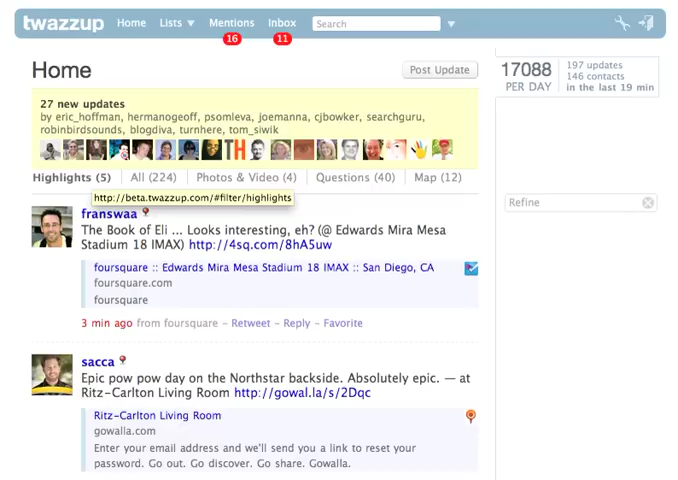 twazzup Home Lists Mentions Inbox Search
16 11
Home
Post Update
17088
PER DAY
197 updates
146 contacts
in the last 19 min
27 new updates
by eric_hoffman, hermanogeoff, psomleva, joemanna, cjbowker, searchguru,
robinbirdsounds, blogdiva, turnhere, tom_siwik
TH
Highlights (5) All (224) Photos & Video (4) Questions (40) Map (12)
http://beta.twazzup.com/#filter/highlights
Refine
franswaa
The Book of Eli ... Looks interesting, eh? (@ Edwards Mira Mesa
Stadium 18 IMAX) http://4sq.com/8hA5uw
foursquare :: Edwards Mira Mesa Stadium 18 IMAX :: San Diego, CA
foursquare.com
foursquare
3 min ago from foursquare – Retweet – Reply – Favorite
sacca
Epic pow pow day on the Northstar backside. Absolutely epic. — at
Ritz-Carlton Living Room http://gowal.la/s/2Dqc
Ritz-Carlton Living Room
gowalla.com
Enter your email address and we'll send you a link to reset your
password. Go out. Go discover. Go share. Gowalla.